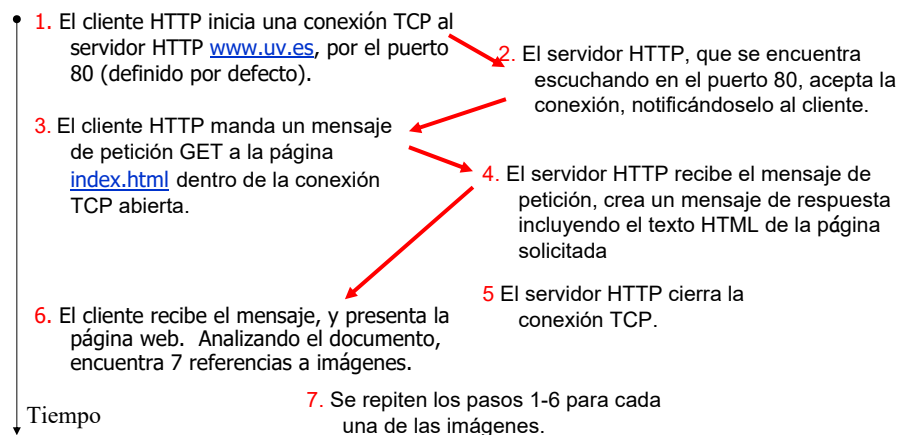 1. El cliente HTTP inicia una conexión TCP al
servidor HTTP www.uv.es, por el puerto
80 (definido por defecto).
2. El servidor HTTP, que se encuentra
escuchando en el puerto 80, acepta la
conexión, notificándoselo al cliente.
3. El cliente HTTP manda un mensaje
de petición GET a la página
index.html dentro de la conexión
TCP abierta.
4. El servidor HTTP recibe el mensaje de
petición, crea un mensaje de respuesta
incluyendo el texto HTML de la página
solicitada
5 El servidor HTTP cierra la
conexión TCP.
6. El cliente recibe el mensaje, y presenta la
página web. Analizando el documento,
encuentra 7 referencias a imágenes.
7. Se repiten los pasos 1-6 para cada
una de las imágenes.
Tiempo